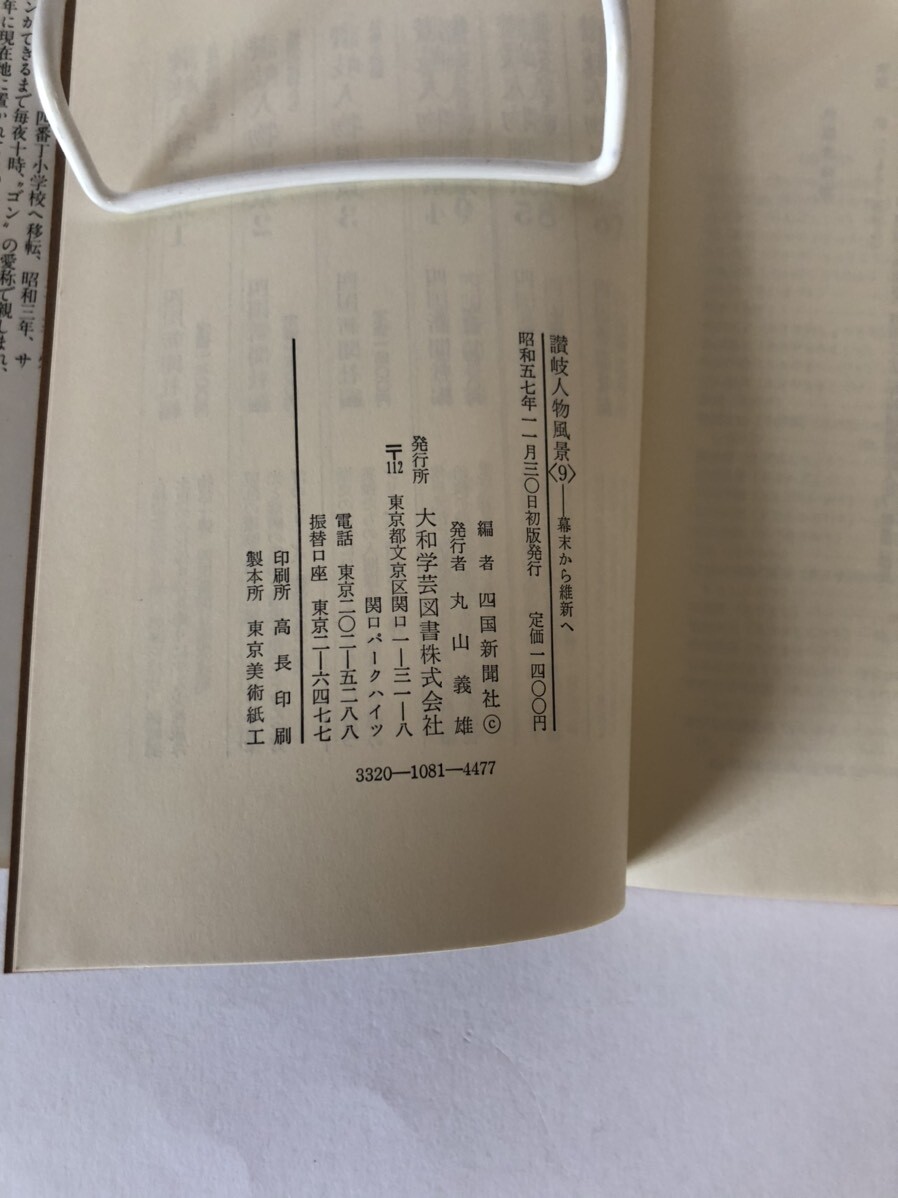 讃岐人物風景〈9〉――幕末から維新へ
昭和五七年一一月三〇日初版発行　定価一四〇〇円
編　者　四国新聞社ⓒ
発行者　丸山義雄
発行所　大和学芸図書株式会社
〒112　東京都文京区関口一―三一―八
関口パークハイツ
電話　東京二〇二―五二八八
振替口座　東京二―六四七七
印刷所　高長印刷
製本所　東京美術紙工
3320―1081―4477
四番丁小学校へ移転、昭和三年、サ
ンができるまで毎夜十時、〝ゴン〟の愛称で親しまれ、
年に現在地に置かれ